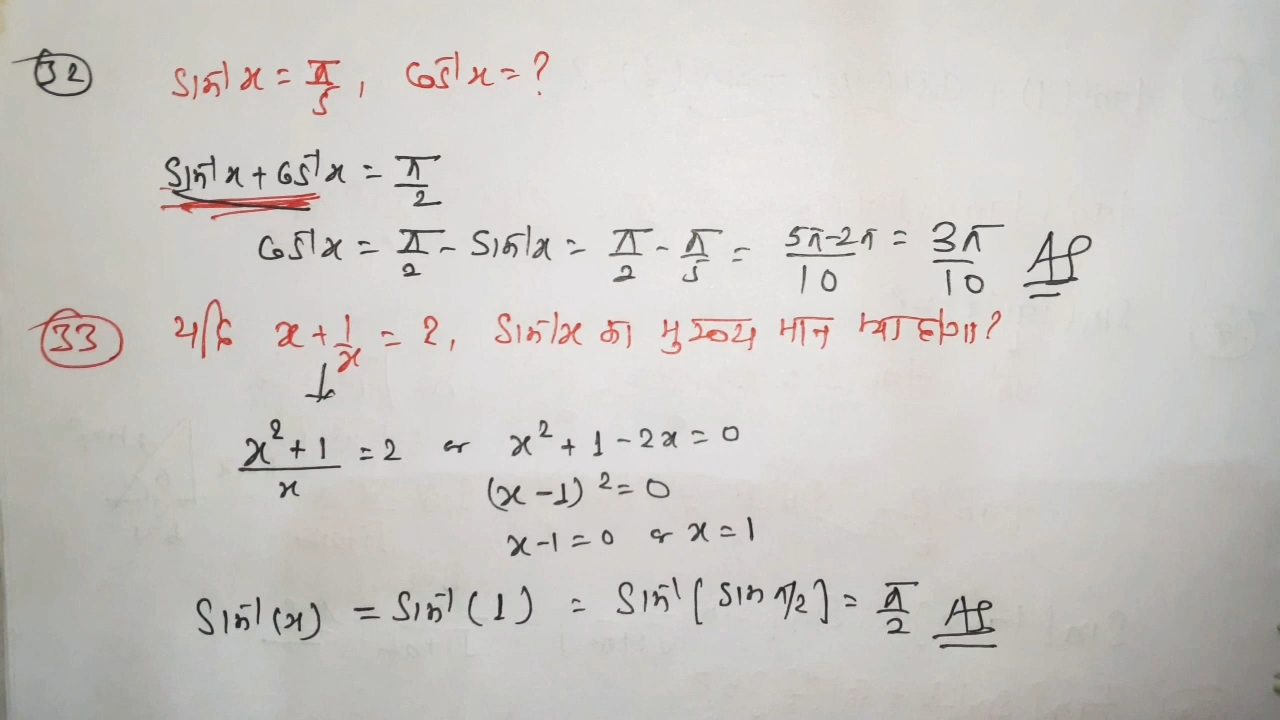 32 sin⁻¹x = π/5, cos⁻¹x = ?
sin⁻¹x + cos⁻¹x = π/2
cos⁻¹x = π/2 - sin⁻¹x = π/2 - π/5 = (5π-2π)/10 = 3π/10 As
33 यदि x + 1/x = 2, sin⁻¹x का मुख्य मान क्या होगा?
↓
(x² + 1)/x = 2 or x² + 1 - 2x = 0
(x - 1)² = 0
x - 1 = 0 or x = 1
sin⁻¹(x) = sin⁻¹(1) = sin⁻¹[sin π/2] = π/2 As